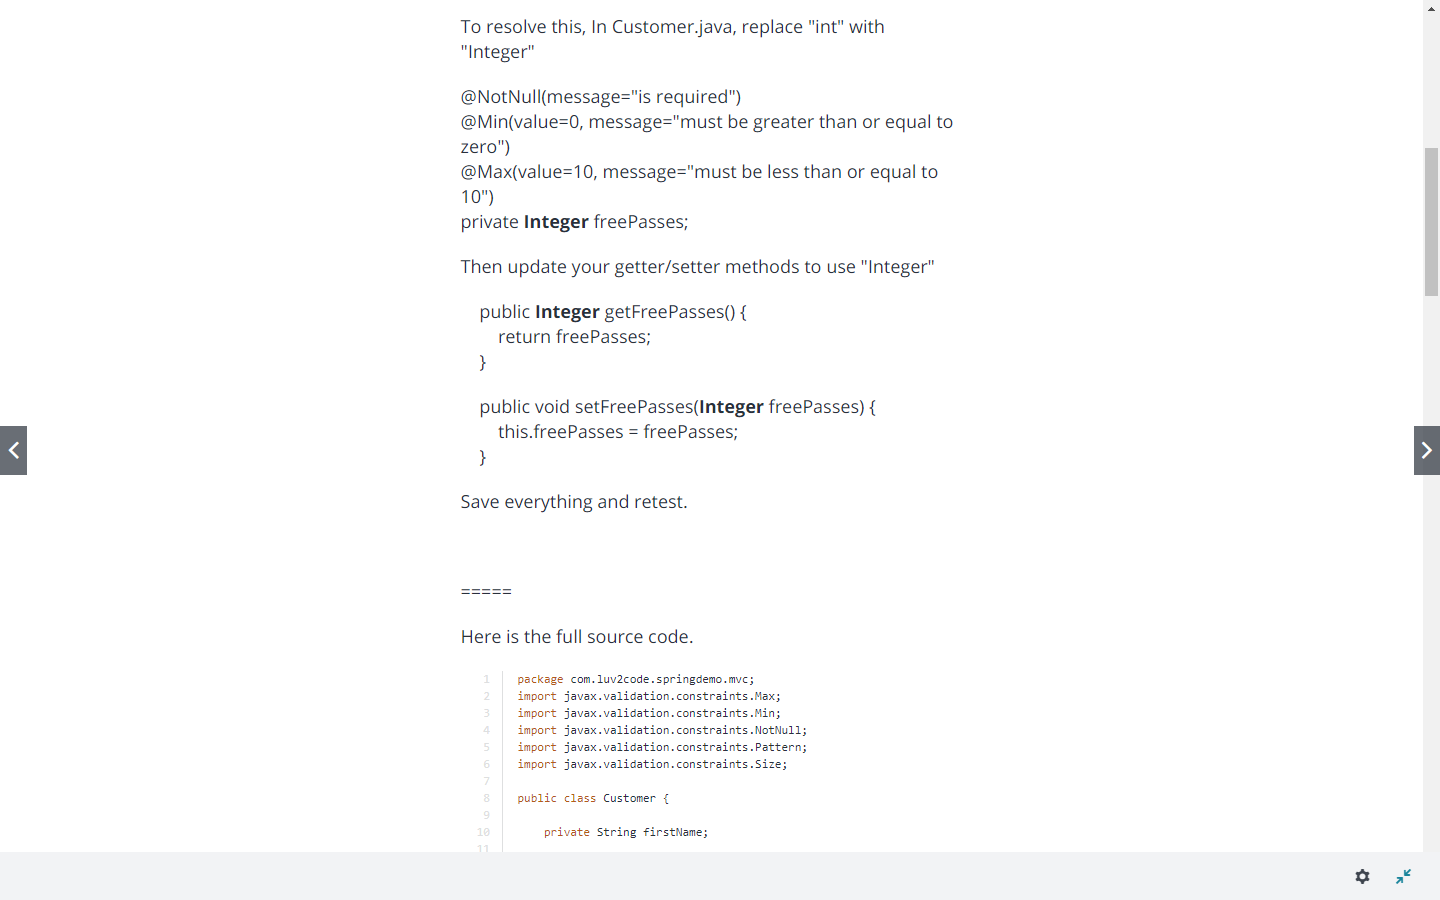 To resolve this, In Customer.java, replace "int" with
"Integer"
@NotNull(message="is required")
@Min(value=0, message="must be greater than or equal to
zero")
@Max(value=10, message="must be less than or equal to
10")
private Integer freePasses;
Then update your getter/setter methods to use "Integer"
public Integer getFreePasses() {
return freePasses;
}
public void setFreePasses(Integer freePasses) {
this.freePasses = freePasses;
}
Save everything and retest.
=====
Here is the full source code.
1 package com.luv2code.springdemo.mvc;
2 import javax.validation.constraints.Max;
3 import javax.validation.constraints.Min;
4 import javax.validation.constraints.NotNull;
5 import javax.validation.constraints.Pattern;
6 import javax.validation.constraints.Size;
7
8 public class Customer {
9
10 private String firstName;
11